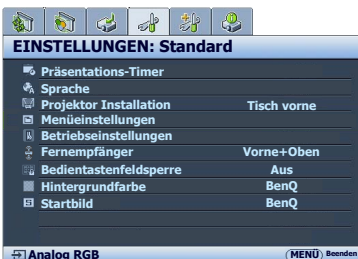 EINSTELLUNGEN: Standard
Präsentations-Timer
Sprache
Projektor Installation Tisch vorne
Menüeinstellungen
Betriebseinstellungen
Fernempfänger Vorne+Oben
Bedientastenfeldsperre Aus
Hintergrundfarbe BenQ
Startbild BenQ
Analog RGB MENÜ Beenden